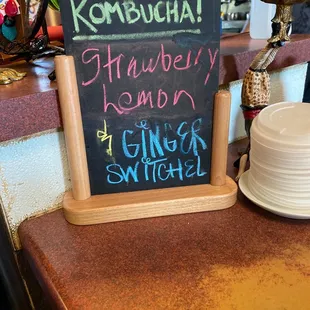 KOMBUCHA!
Strawberry
Lemon
& GINGER
SWITCHEL